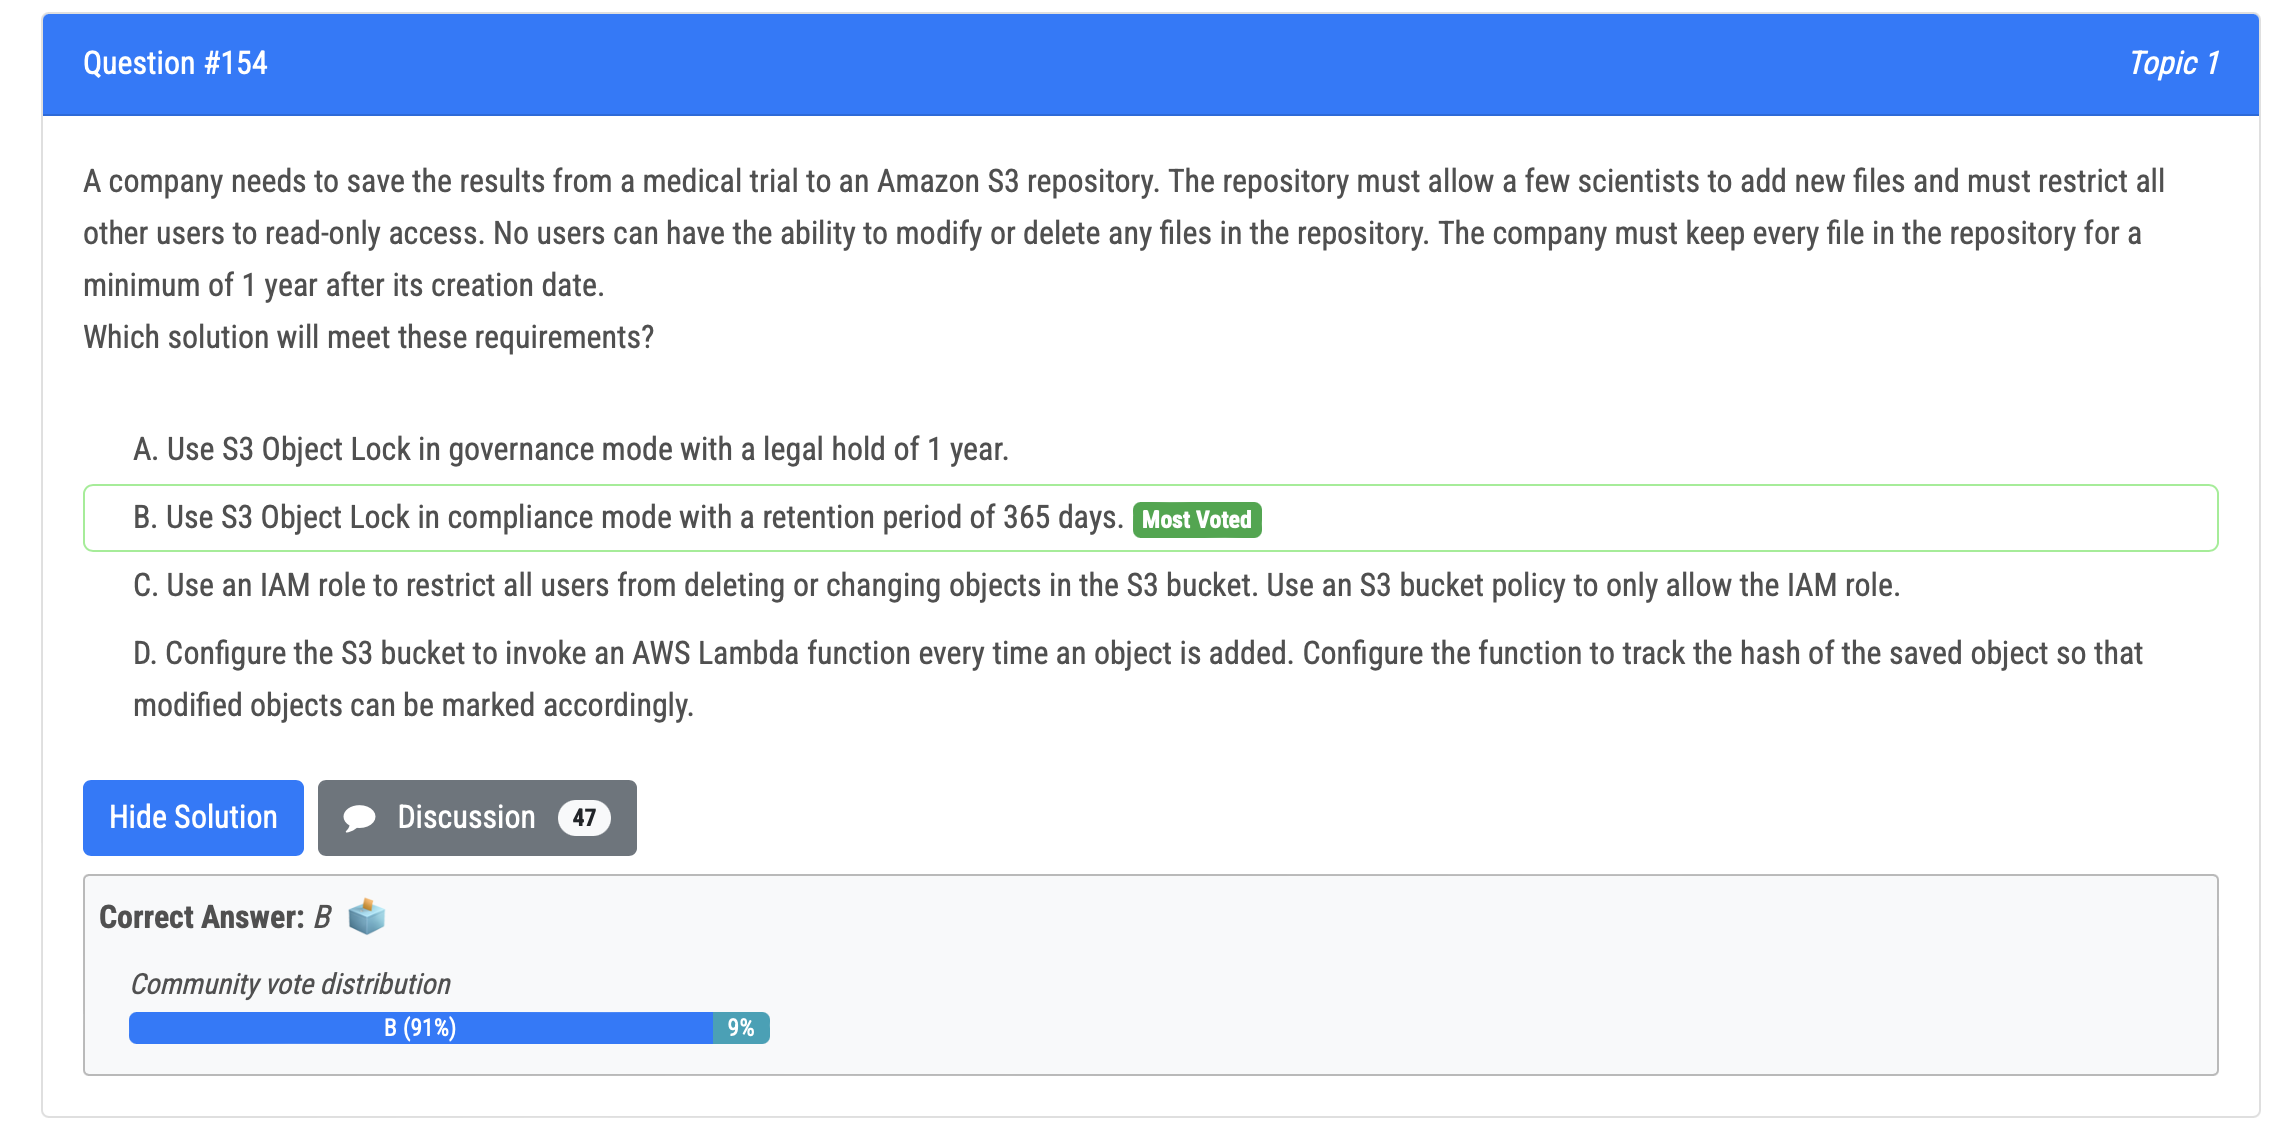 Question #154
Topic 1
A company needs to save the results from a medical trial to an Amazon S3 repository. The repository must allow a few scientists to add new files and must restrict all
other users to read-only access. No users can have the ability to modify or delete any files in the repository. The company must keep every file in the repository for a
minimum of 1 year after its creation date.
Which solution will meet these requirements?
A. Use S3 Object Lock in governance mode with a legal hold of 1 year.
B. Use S3 Object Lock in compliance mode with a retention period of 365 days. Most Voted
C. Use an IAM role to restrict all users from deleting or changing objects in the S3 bucket. Use an S3 bucket policy to only allow the IAM role.
D. Configure the S3 bucket to invoke an AWS Lambda function every time an object is added. Configure the function to track the hash of the saved object so that
modified objects can be marked accordingly.
Hide Solution
Discussion 47
Correct Answer: B
Community vote distribution
B (91%) 9%